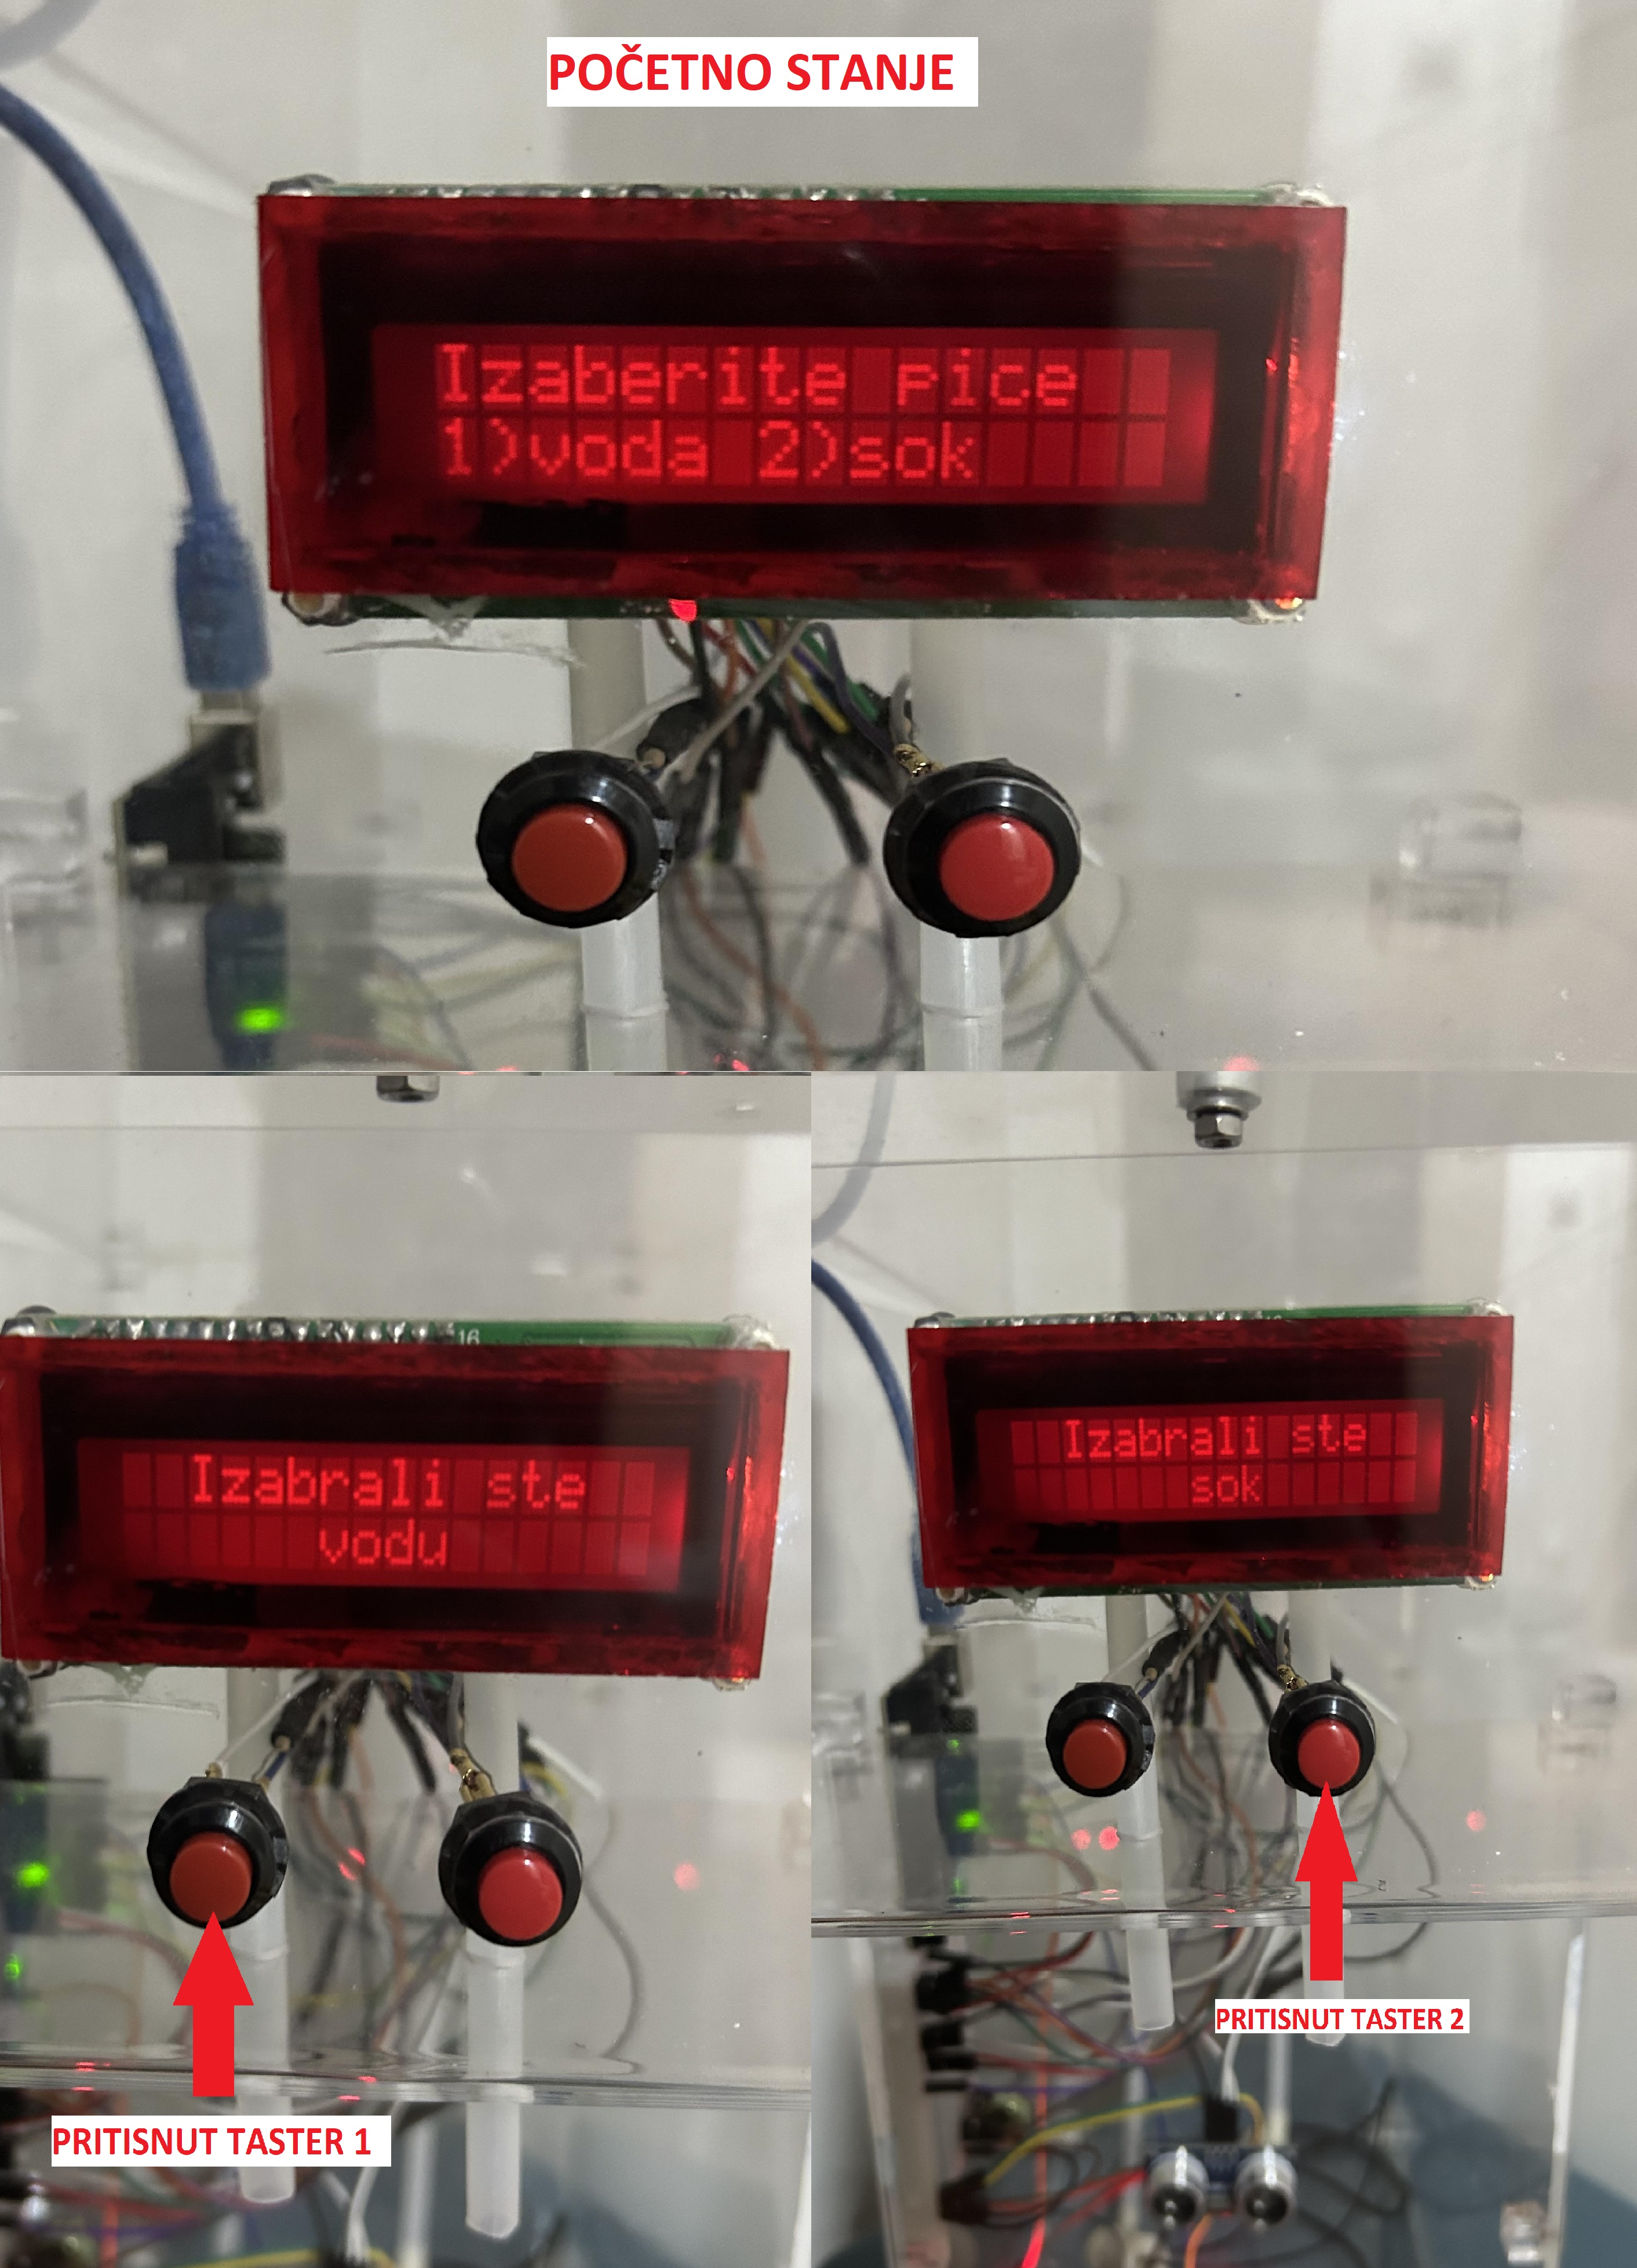 POČETNO STANJE
Izaberite pice
1)voda 2)sok
16
Izabrali ste
vodu
PRITISNUT TASTER 1
Izabrali ste
sok
PRITISNUT TASTER 2